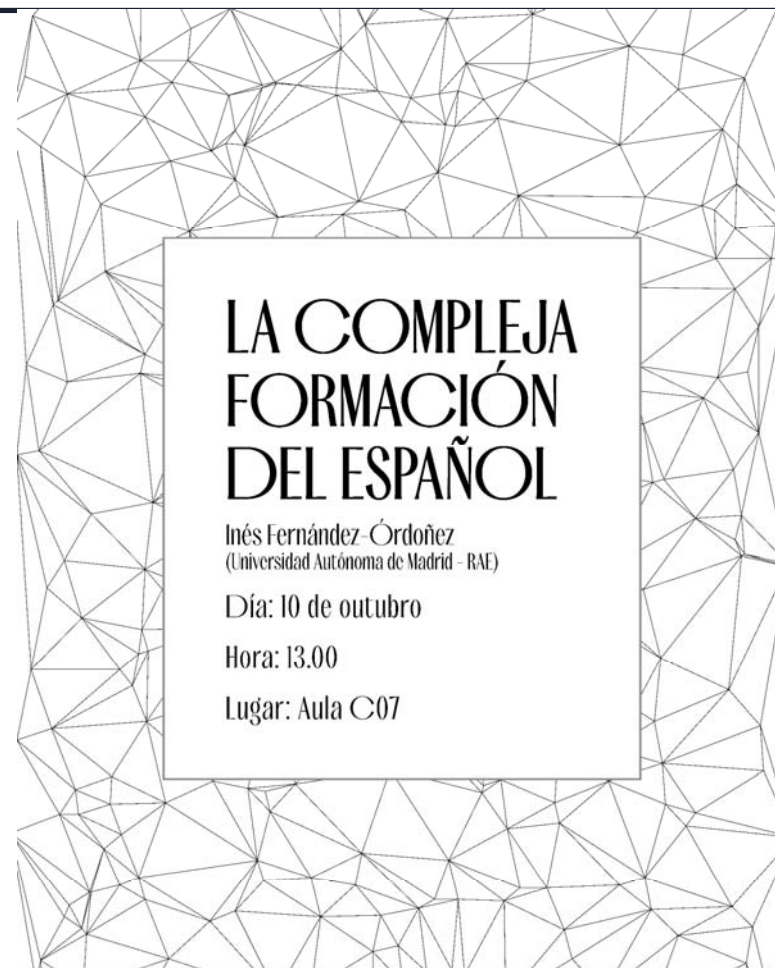 LA COMPLEJA
FORMACIÓN
DEL ESPAÑOL
Inés Fernández-Órdoñez
(Universidad Autónoma de Madrid - RAE)
Día: 10 de outubro
Hora: 13.00
Lugar: Aula C07